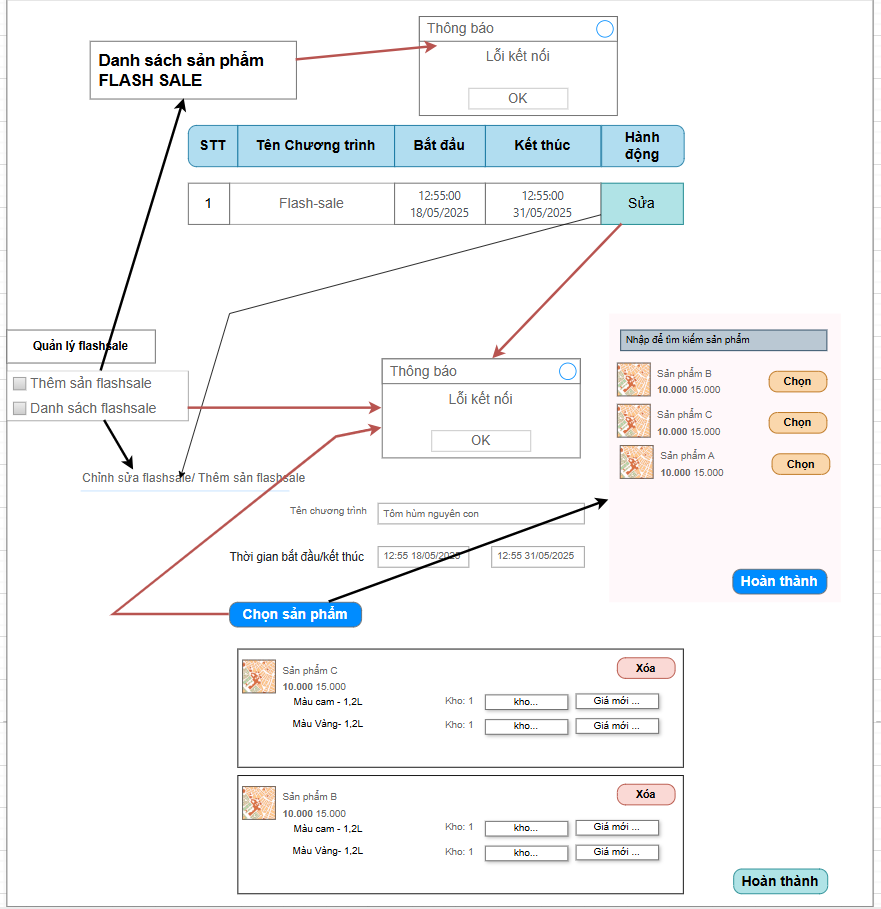 Thông báo
Lỗi kết nối
OK
Danh sách sản phẩm
FLASH SALE
STT Tên Chương trình Bắt đầu Kết thúc Hành động
1 Flash-sale 12:55:00 18/05/2025 12:55:00 31/05/2025 Sửa
Quản lý flashsale
Thêm sản flashsale
Danh sách flashsale
Thông báo
Lỗi kết nối
OK
Nhập để tìm kiếm sản phẩm
Sản phẩm B
10.000 15.000
Chọn
Sản phẩm C
10.000 15.000
Chọn
Sản phẩm A
10.000 15.000
Chọn
Hoàn thành
Chỉnh sửa flashsale/ Thêm sản flashsale
Tên chương trình Tôm hùm nguyên con
Thời gian bắt đầu/kết thúc 12:55 18/05/2025 12:55 31/05/2025
Chọn sản phẩm
Sản phẩm C
10.000 15.000
Xóa
Màu cam - 1,2L Kho: 1 kho... Giá mới ...
Màu Vàng- 1,2L Kho: 1 kho... Giá mới ...
Sản phẩm B
10.000 15.000
Xóa
Màu cam - 1,2L Kho: 1 kho... Giá mới ...
Màu Vàng- 1,2L Kho: 1 kho... Giá mới ...
Hoàn thành